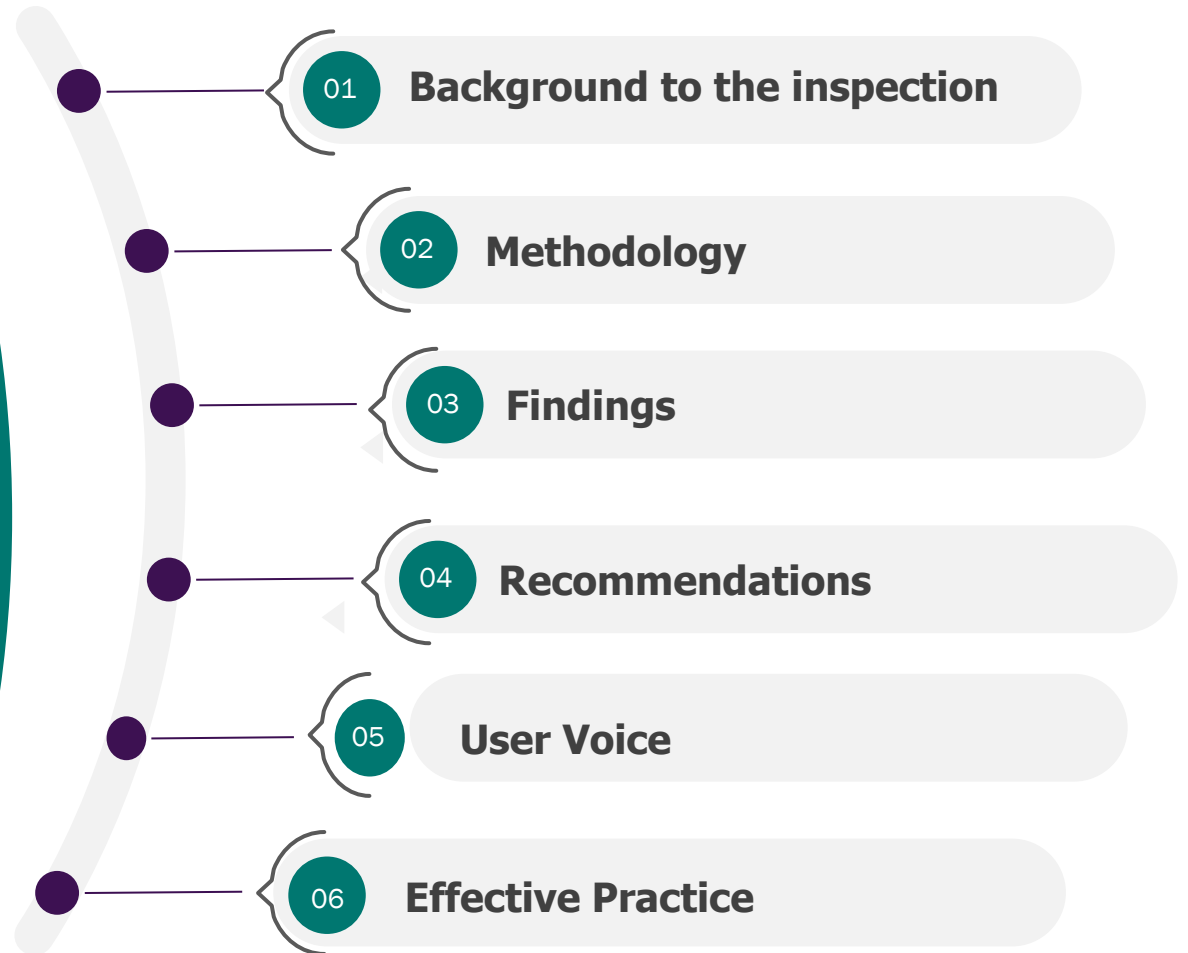 01 Background to the inspection
02 Methodology
03 Findings
04 Recommendations
05 User Voice
06 Effective Practice